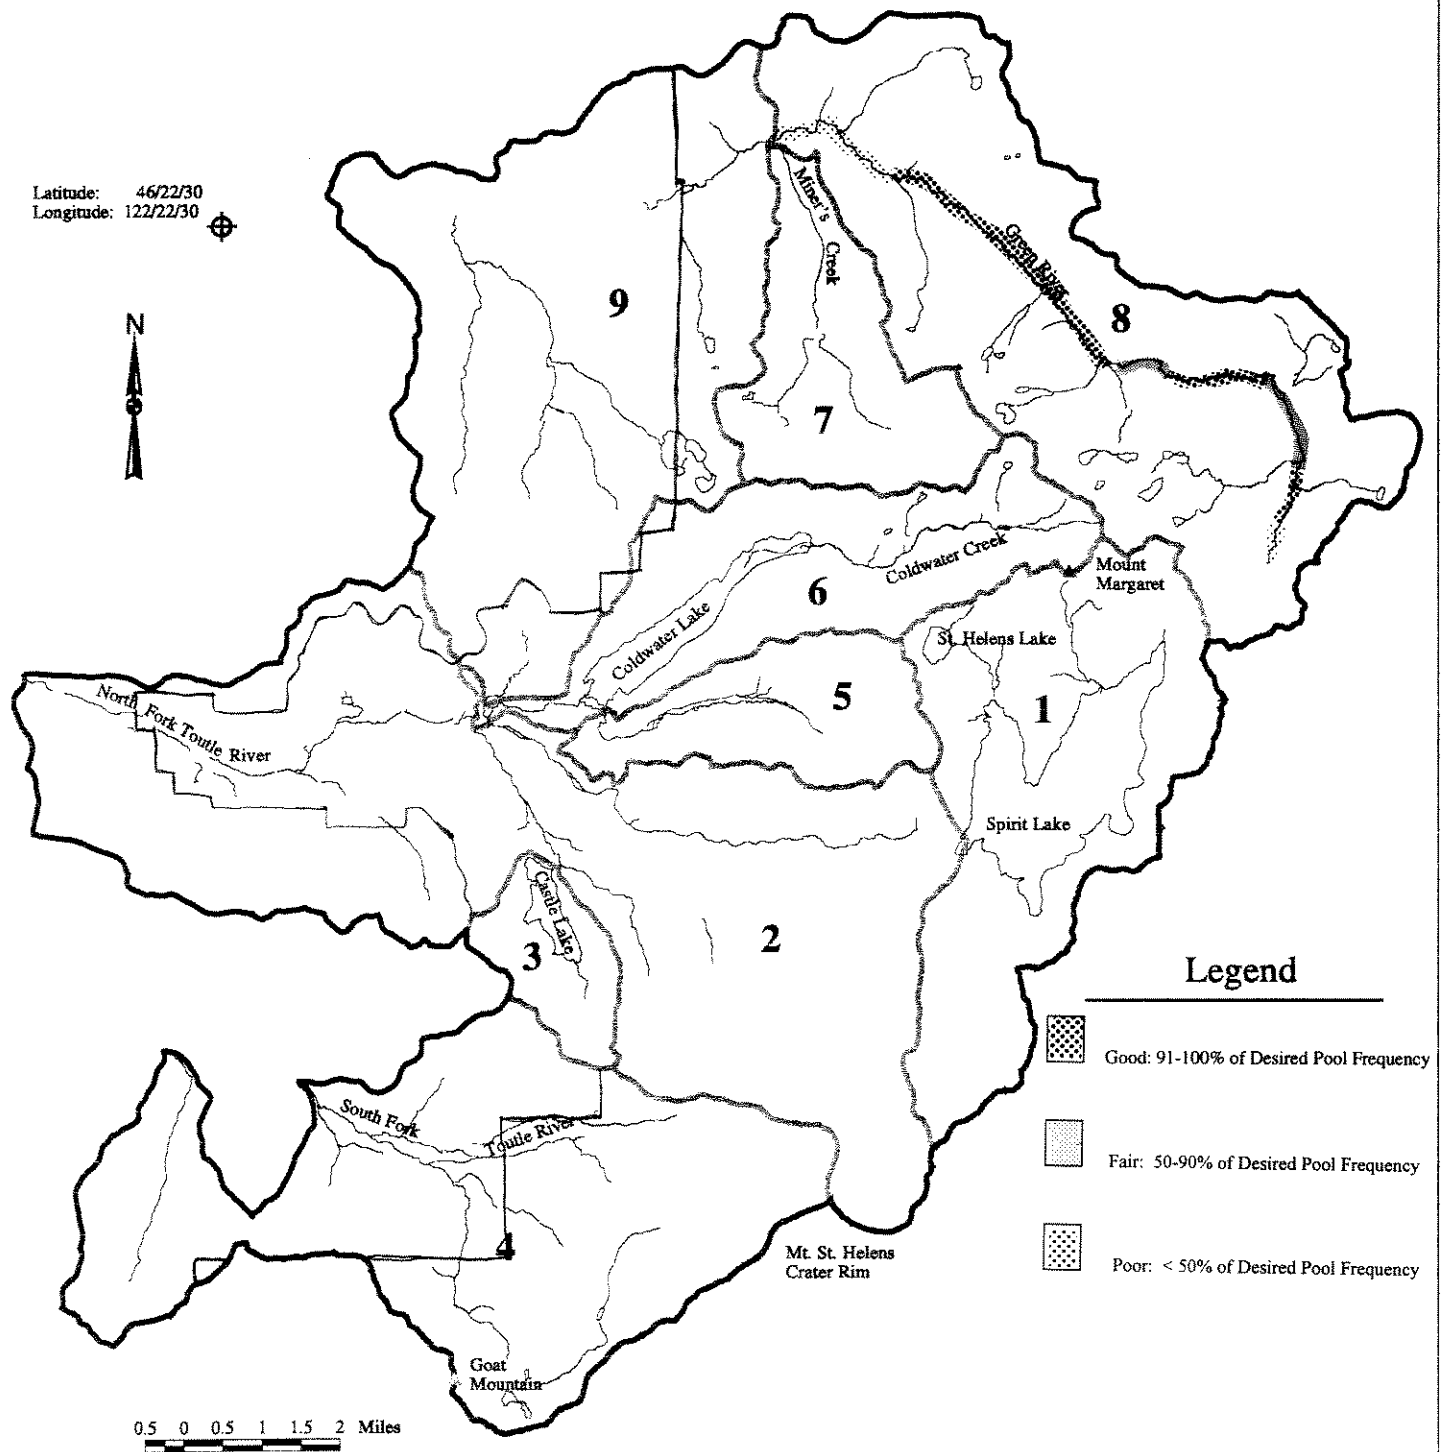 Latitude: 46/22/30
Longitude: 122/22/30
N
Miner's
Creek
Green River
9
8
7
Coldwater Creek
Mount
Margaret
6
Coldwater Lake
St. Helens Lake
5
1
North Fork Toutle River
Spirit Lake
Castle Lake
2
3
Legend
Good: 91-100% of Desired Pool Frequency
South Fork
Toutle River
Fair: 50-90% of Desired Pool Frequency
4
Mt. St. Helens
Crater Rim
Poor: < 50% of Desired Pool Frequency
Goat
Mountain
0.5 0 0.5 1 1.5 2 Miles